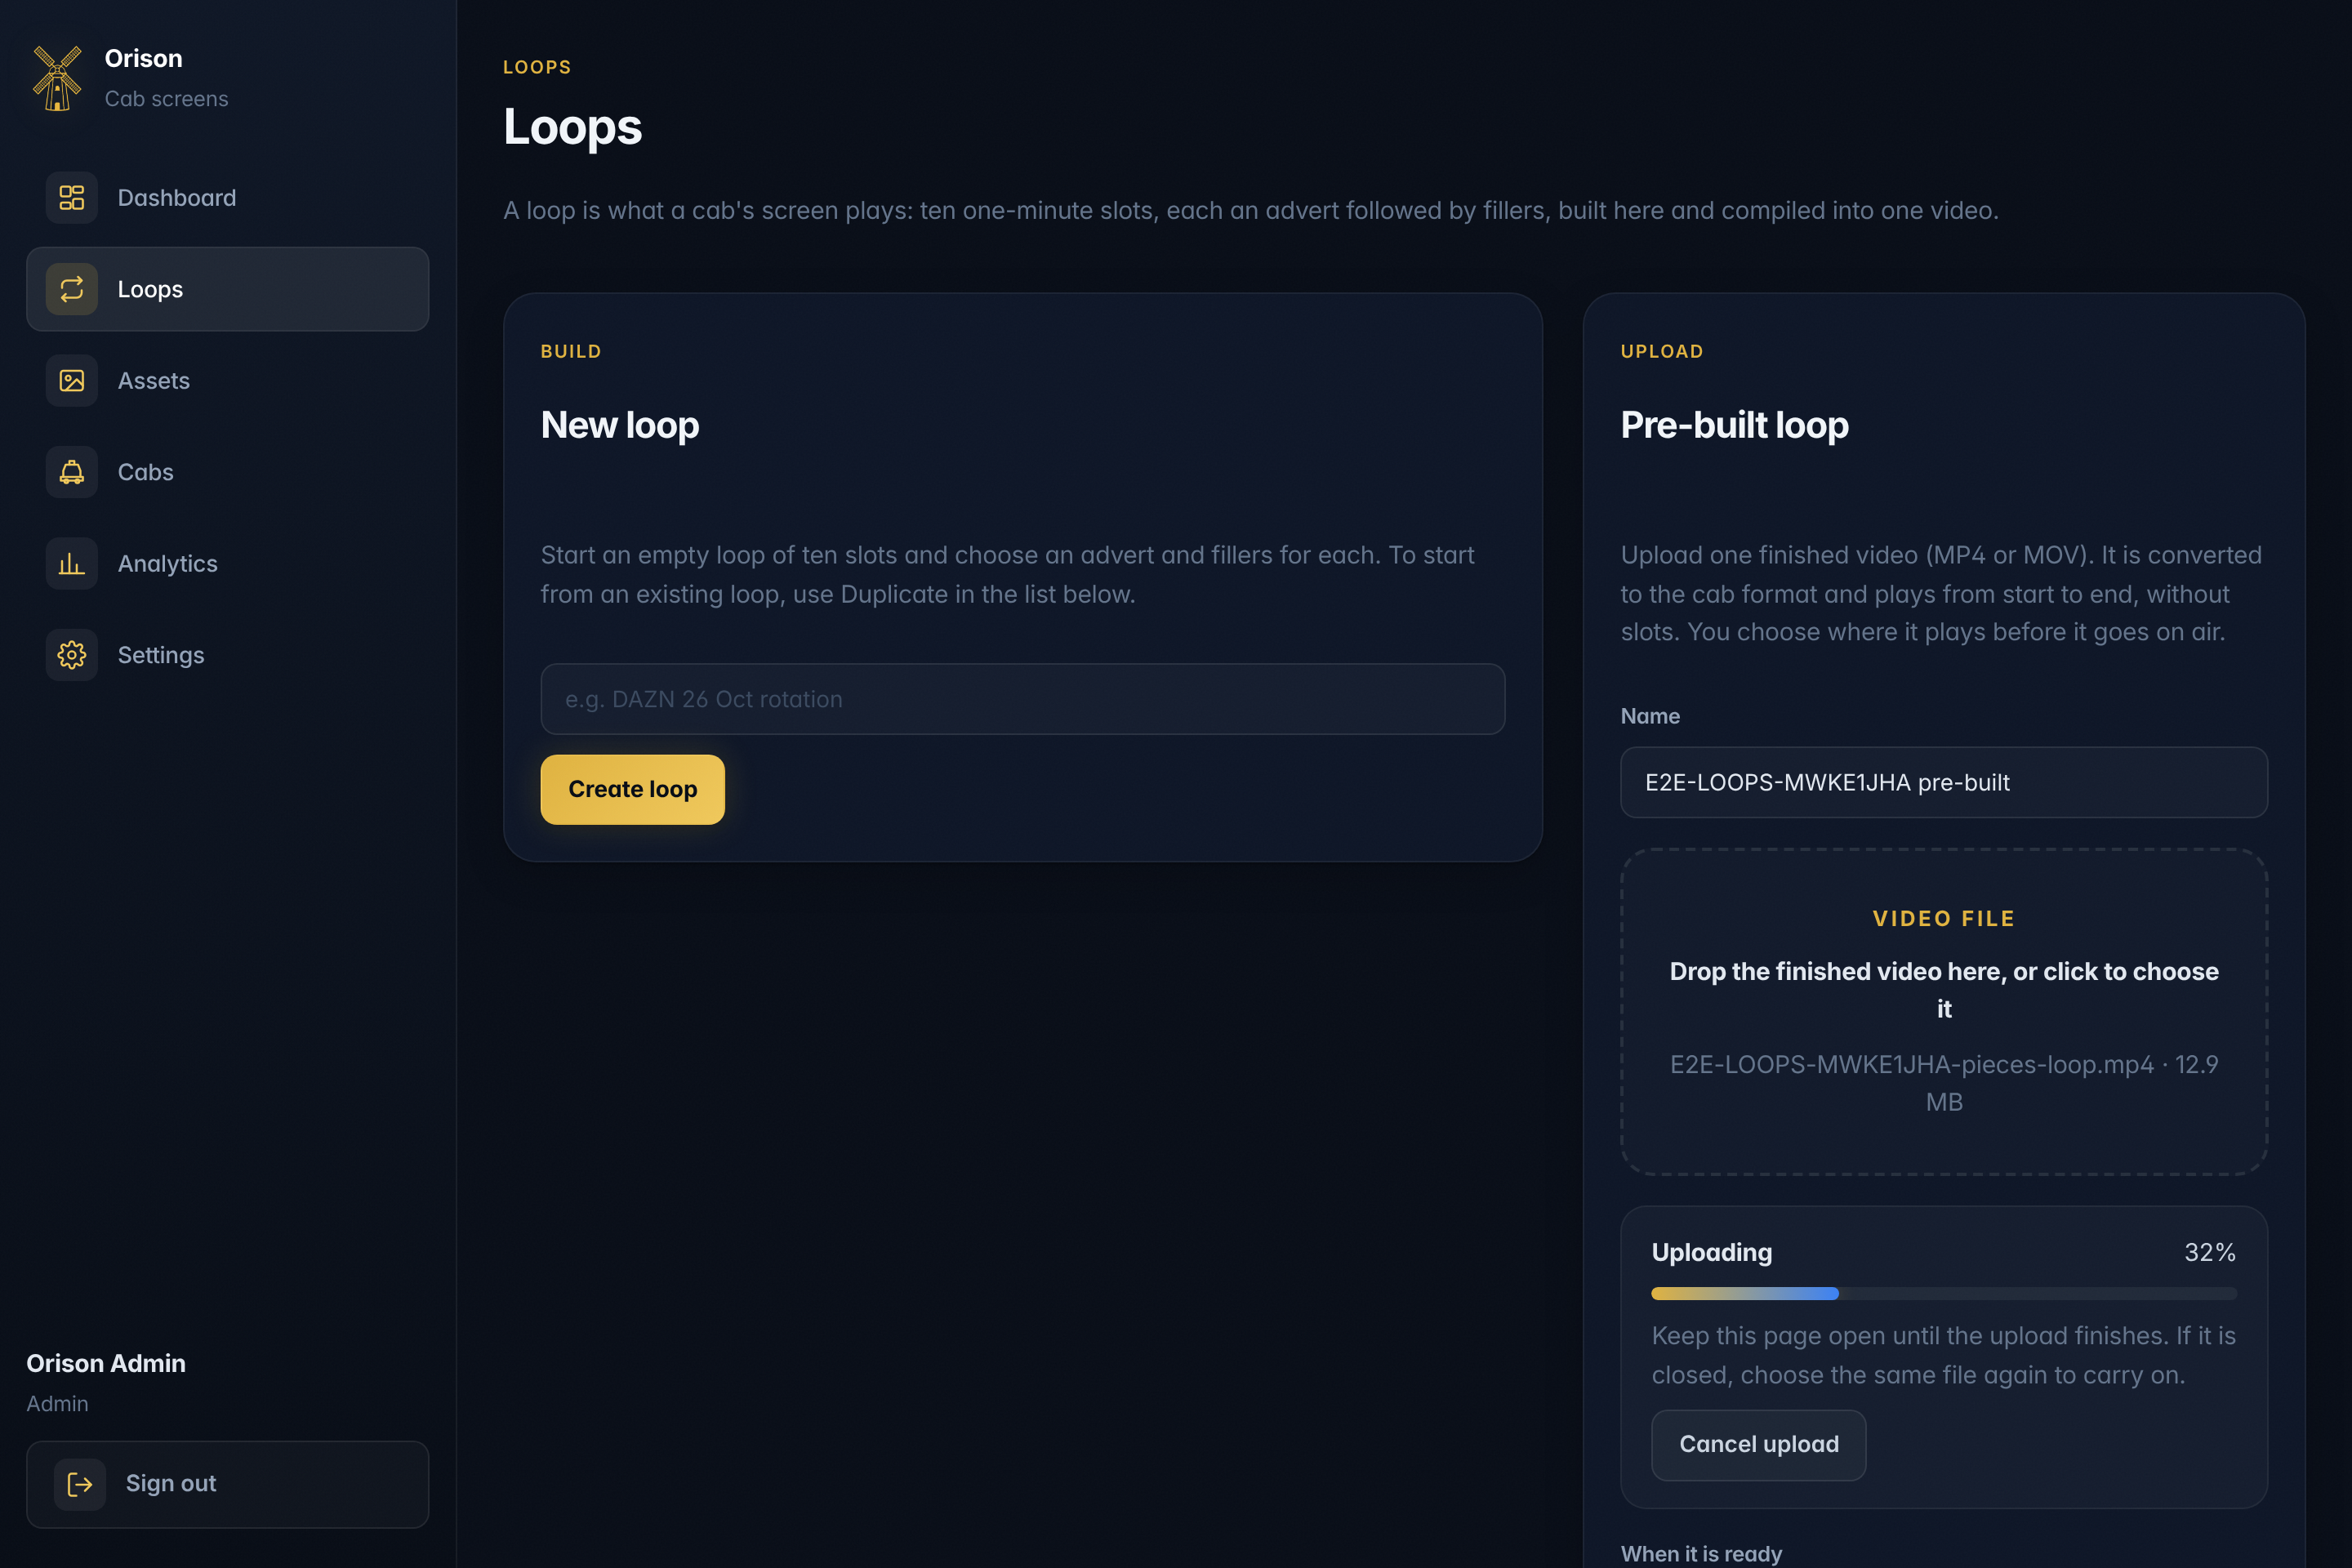 Orison
Cab screens
Dashboard
Loops
Assets
Cabs
Analytics
Settings
Orison Admin
Admin
Sign out
LOOPS
Loops
A loop is what a cab's screen plays: ten one-minute slots, each an advert followed by fillers, built here and compiled into one video.
BUILD
New loop
Start an empty loop of ten slots and choose an advert and fillers for each. To start
from an existing loop, use Duplicate in the list below.
e.g. DAZN 26 Oct rotation
Create loop
UPLOAD
Pre-built loop
Upload one finished video (MP4 or MOV). It is converted
to the cab format and plays from start to end, without
slots. You choose where it plays before it goes on air.
Name
E2E-LOOPS-MWKE1JHA pre-built
VIDEO FILE
Drop the finished video here, or click to choose
it
E2E-LOOPS-MWKE1JHA-pieces-loop.mp4 · 12.9
MB
Uploading
32%
Keep this page open until the upload finishes. If it is
closed, choose the same file again to carry on.
Cancel upload
When it is ready